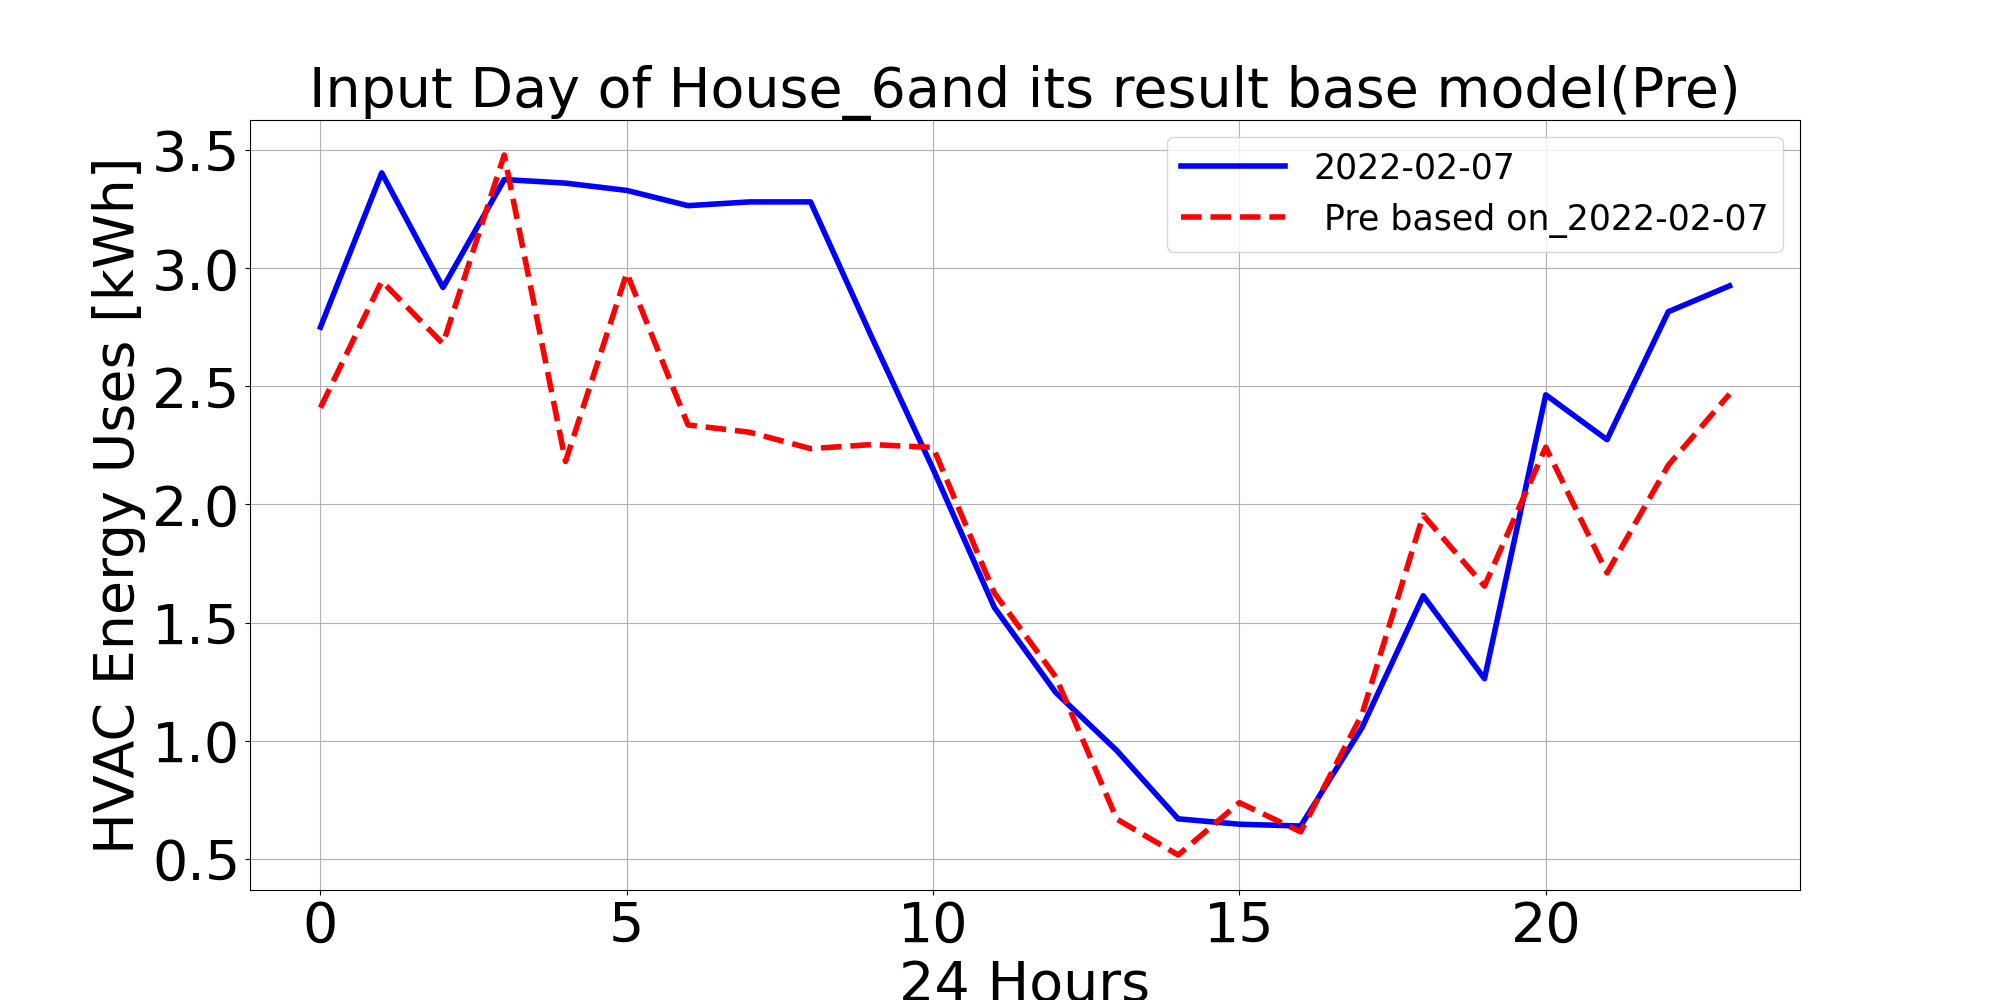 Input Day of House_6and its result base model(Pre)
HVAC Energy Uses [kWh]
3.5
3.0
2.5
2.0
1.5
1.0
0.5
2022-02-07
Pre based on_2022-02-07
0 5 10 15 20
24 Hours